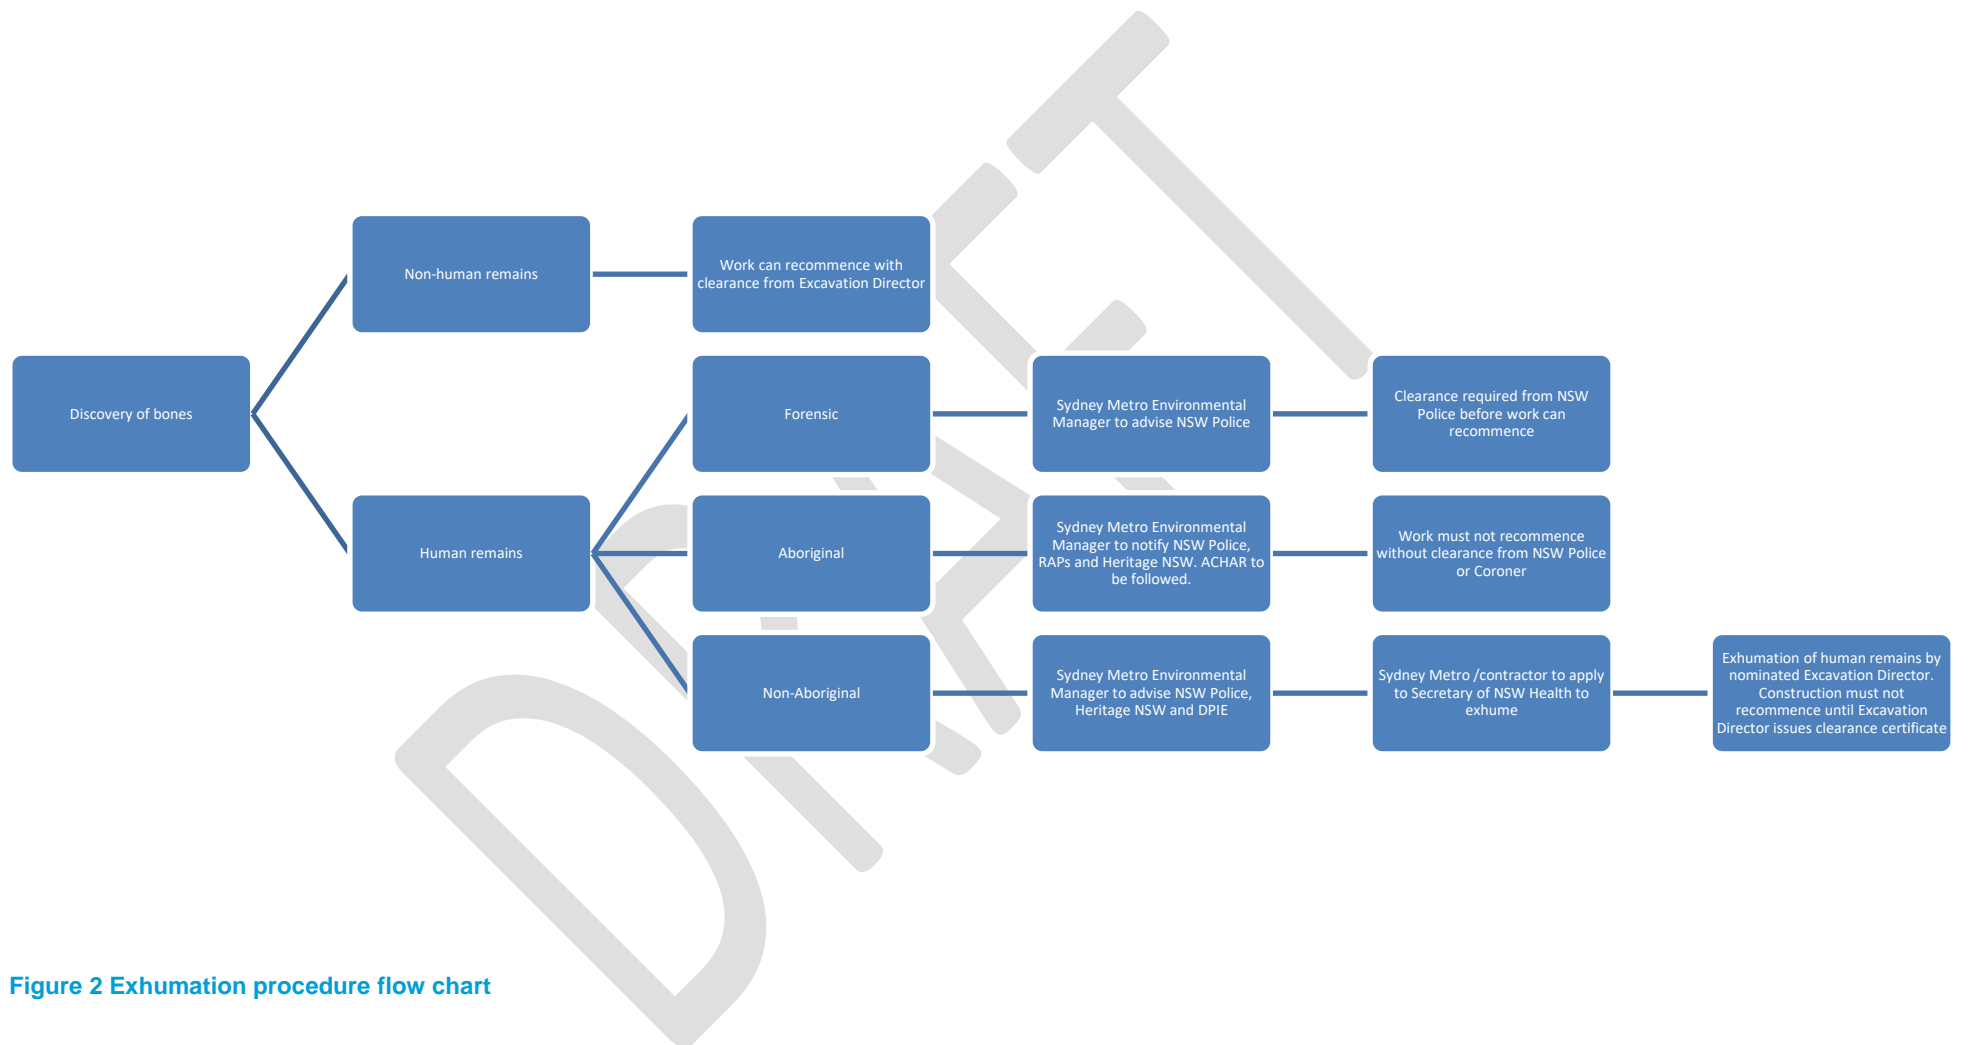 Discovery of bones
Non-human remains
Work can recommence with
clearance from Excavation Director
Human remains
Forensic
Sydney Metro Environmental
Manager to advise NSW Police
Clearance required from NSW
Police before work can
recommence
Aboriginal
Sydney Metro Environmental
Manager to notify NSW Police,
RAPs and Heritage NSW. ACHAR to
be followed.
Work must not recommence
without clearance from NSW Police
or Coroner
Non-Aboriginal
Sydney Metro Environmental
Manager to advise NSW Police,
Heritage NSW and DPIE
Sydney Metro /contractor to apply
to Secretary of NSW Health to
exhume
Exhumation of human remains by
nominated Excavation Director.
Construction must not
recommence until Excavation
Director issues clearance certificate
DRAFT
Figure 2 Exhumation procedure flow chart